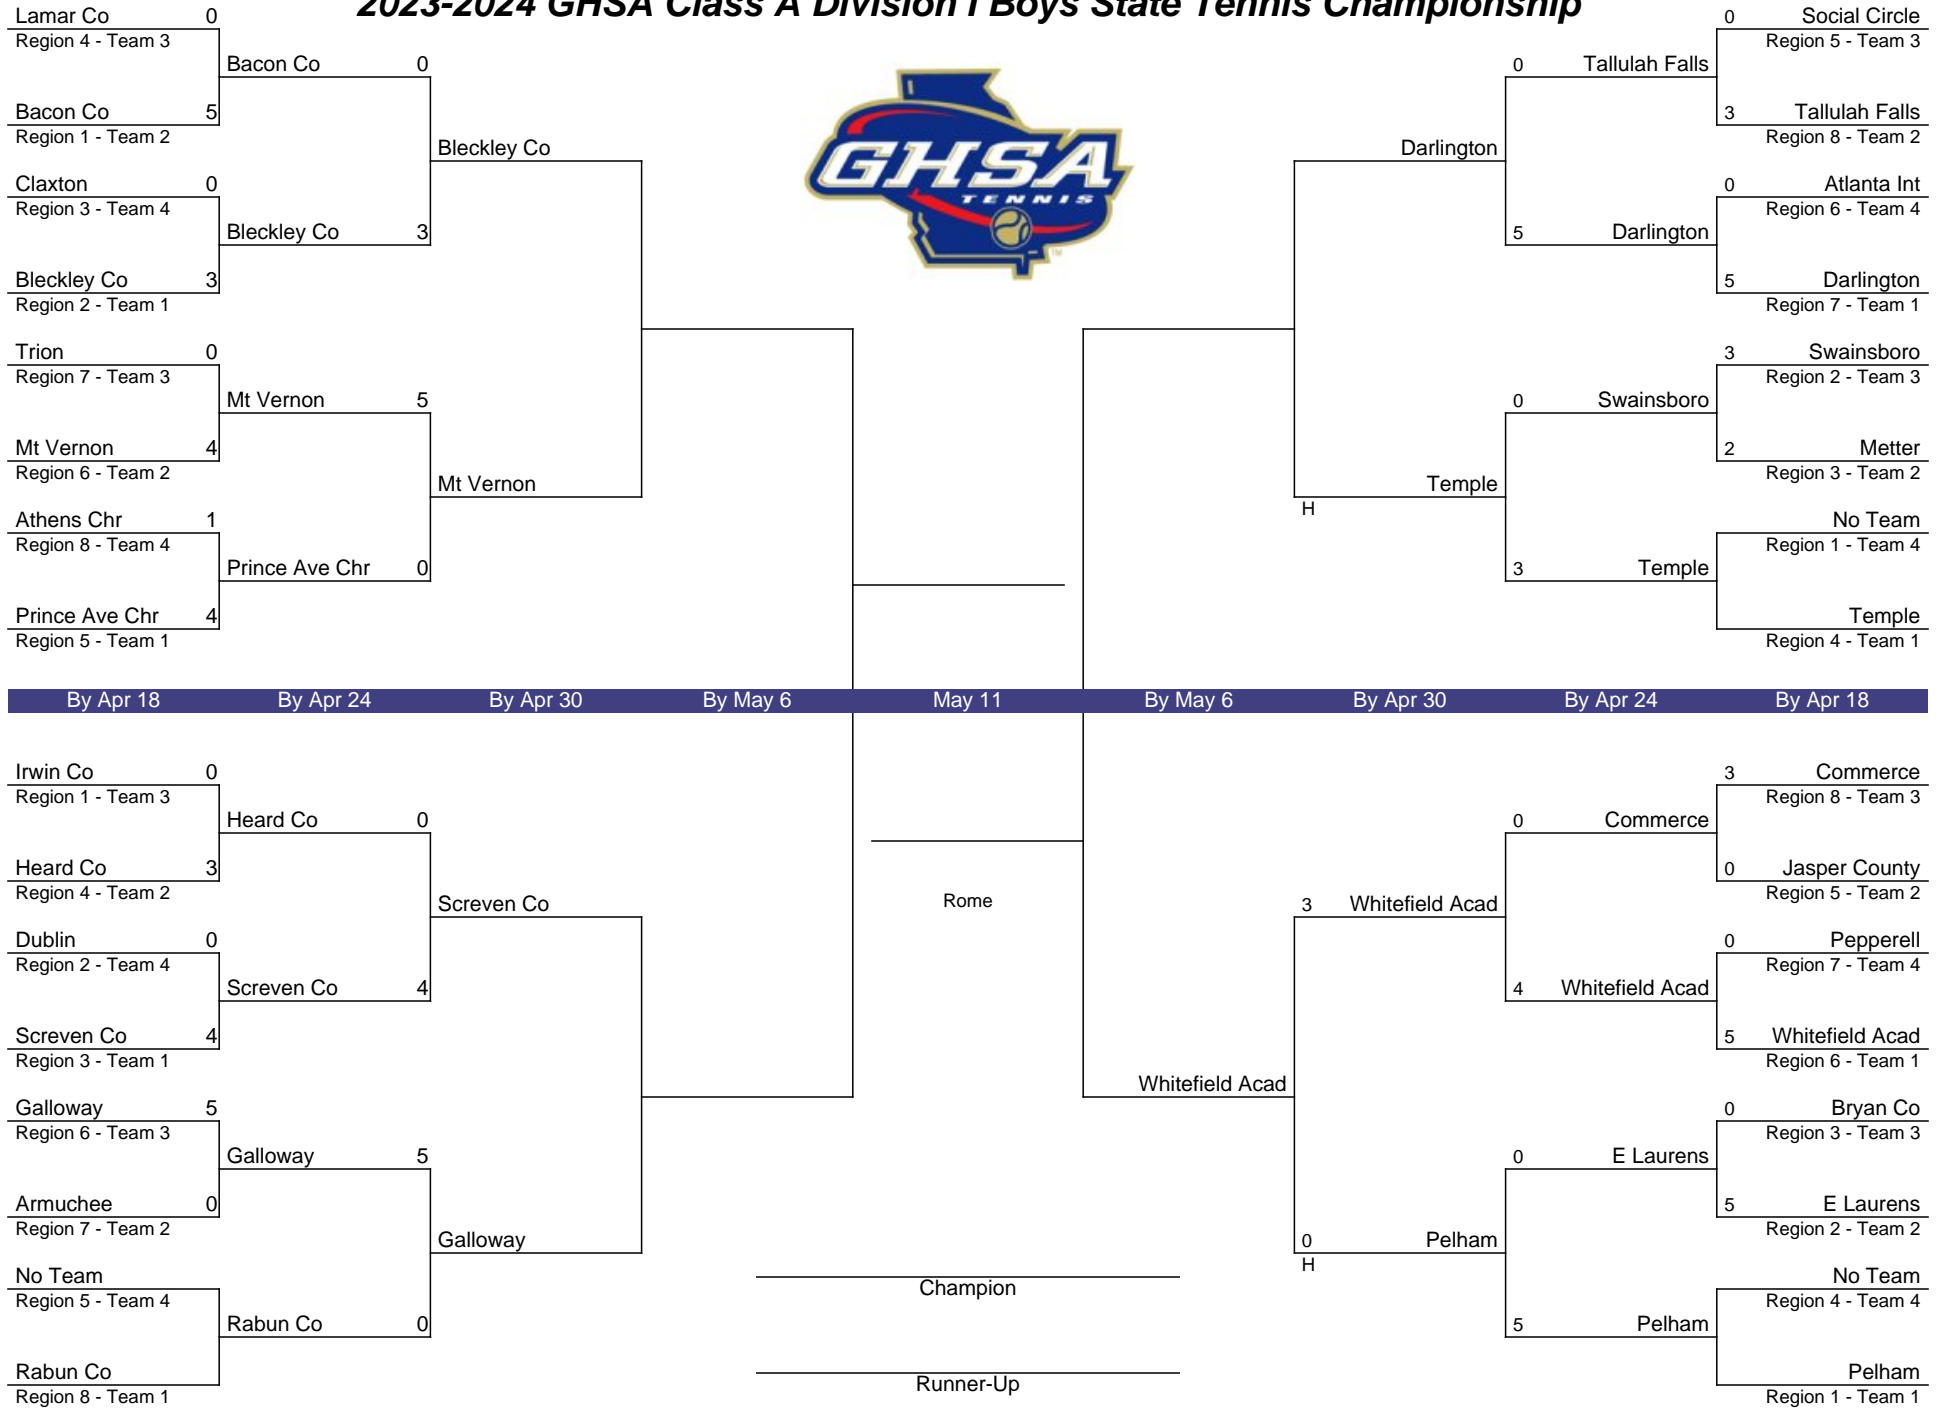 2023-2024 GHSA Class A Division I Boys State Tennis Championship
Lamar Co 0
Region 4 - Team 3
Bacon Co 0
Bacon Co 5
Region 1 - Team 2
Bleckley Co
Claxton 0
Region 3 - Team 4
Bleckley Co 3
Bleckley Co 3
Region 2 - Team 1
Trion 0
Region 7 - Team 3
Mt Vernon 5
Mt Vernon 4
Region 6 - Team 2
Mt Vernon
Athens Chr 1
Region 8 - Team 4
Prince Ave Chr 0
Prince Ave Chr 4
Region 5 - Team 1
GHSA
TENNIS
TM
0 Social Circle
Region 5 - Team 3
0 Tallulah Falls
3 Tallulah Falls
Region 8 - Team 2
Darlington
0 Atlanta Int
Region 6 - Team 4
5 Darlington
5 Darlington
Region 7 - Team 1
3 Swainsboro
Region 2 - Team 3
0 Swainsboro
2 Metter
Region 3 - Team 2
Temple
H
No Team
Region 1 - Team 4
3 Temple
Temple
Region 4 - Team 1
By Apr 18 By Apr 24 By Apr 30 By May 6 May 11 By May 6 By Apr 30 By Apr 24 By Apr 18
Irwin Co 0
Region 1 - Team 3
Heard Co 0
Heard Co 3
Region 4 - Team 2
Screven Co
Dublin 0
Region 2 - Team 4
Screven Co 4
Screven Co 4
Region 3 - Team 1
Galloway 5
Region 6 - Team 3
Galloway 5
Armuchee 0
Region 7 - Team 2
Galloway
No Team
Region 5 - Team 4
Rabun Co 0
Rabun Co
Region 8 - Team 1
Rome
Champion
Runner-Up
3 Commerce
Region 8 - Team 3
0 Commerce
0 Jasper County
Region 5 - Team 2
3 Whitefield Acad
0 Pepperell
Region 7 - Team 4
4 Whitefield Acad
5 Whitefield Acad
Region 6 - Team 1
Whitefield Acad
0 Bryan Co
Region 3 - Team 3
0 E Laurens
5 E Laurens
Region 2 - Team 2
0 Pelham
H
No Team
Region 4 - Team 4
5 Pelham
Pelham
Region 1 - Team 1